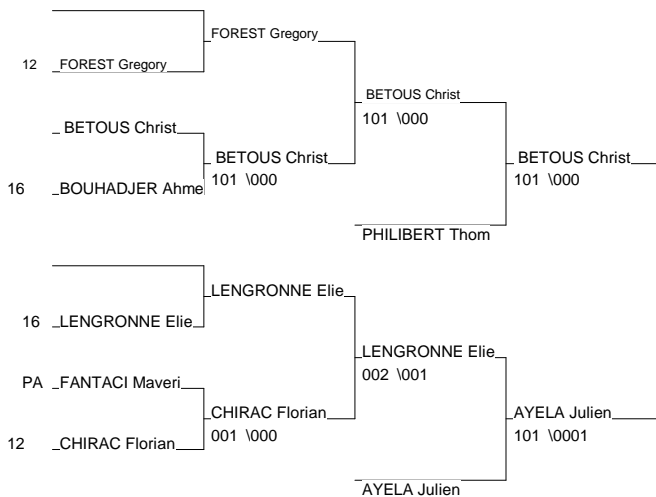 FOREST Gregory
12 FOREST Gregory
BETOUS Christ
101 \000
BETOUS Christ
BETOUS Christ
101 \000
BETOUS Christ
101 \000
16 BOUHADJER Ahme
PHILIBERT Thom
LENGRONNE Elie
16 LENGRONNE Elie
LENGRONNE Elie
002 \001
PA FANTACI Maveri
CHIRAC Florian
001 \000
AYELA Julien
101 \0001
12 CHIRAC Florian
AYELA Julien